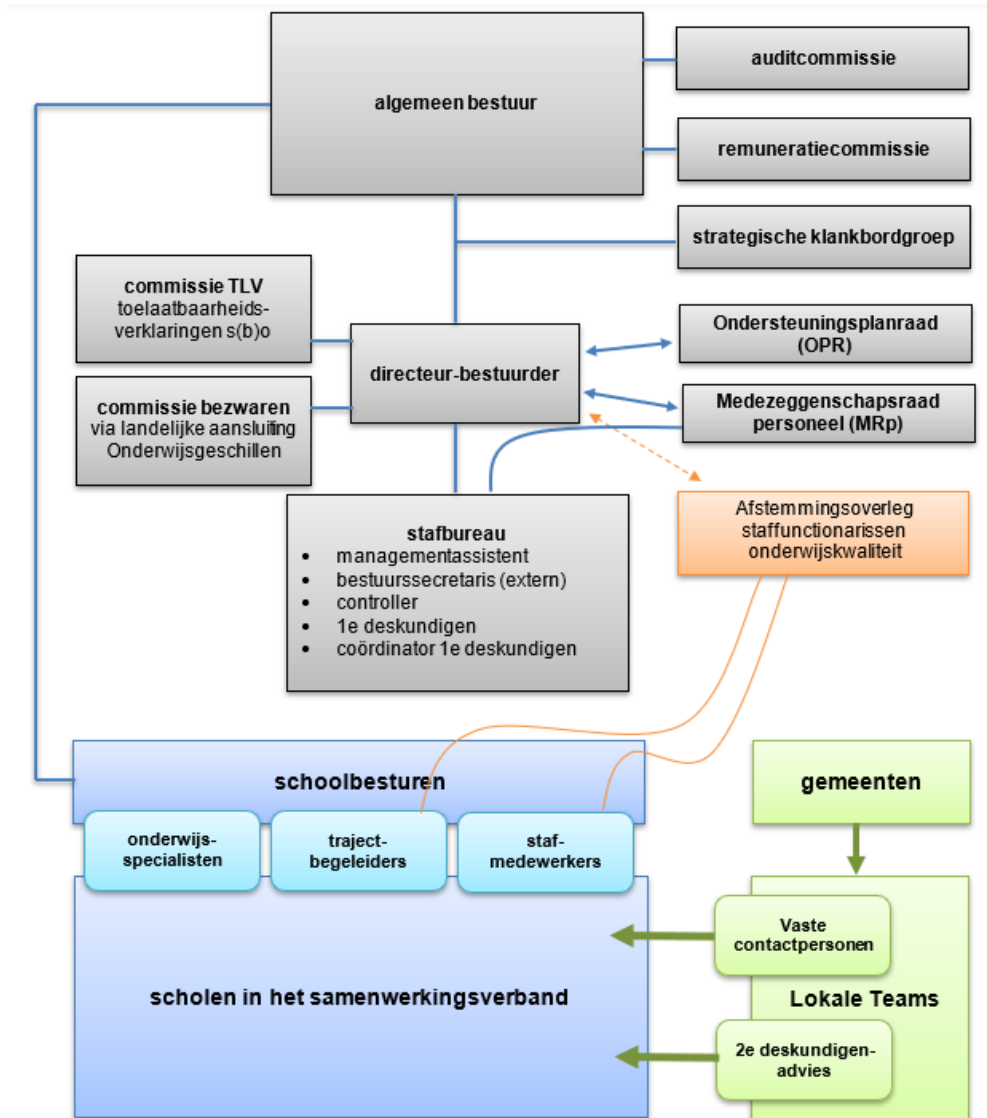 algemeen bestuur
auditcommissie
remuneratiecommissie
strategische klankbordgroep
commissie TLV
toelaatbaarheids-
verklaringen s(b)o
Ondersteuningsplanraad
(OPR)
directeur-bestuurder
commissie bezwaren
via landelijke aansluiting
Onderwijsgeschillen
Medezeggenschapsraad
personeel (MRp)
Afstemmingsoverleg
staffunctionarissen
onderwijskwaliteit
stafbureau
• managementassistent
• bestuurssecretaris (extern)
• controller
• 1e deskundigen
• coördinator 1e deskundigen
schoolbesturen
gemeenten
onderwijs-
specialisten
traject-
begeleiders
staf-
medewerkers
Vaste
contactpersonen
scholen in het samenwerkingsverband
Lokale Teams
2e deskundigen-
advies